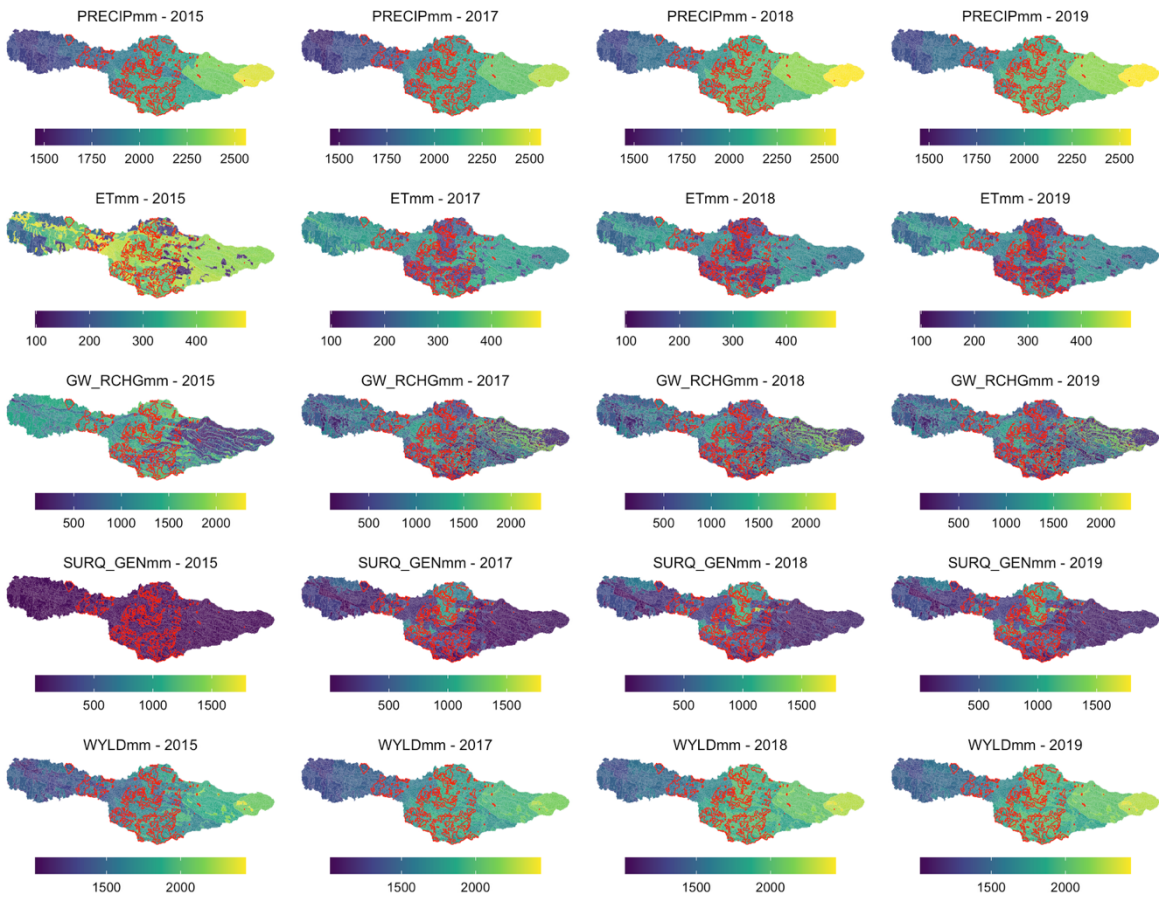 PRECIPmm - 2015 PRECIPmm - 2017 PRECIPmm - 2018 PRECIPmm - 2019
1500 1750 2000 2250 2500 1500 1750 2000 2250 2500 1500 1750 2000 2250 2500 1500 1750 2000 2250 2500
ETmm - 2015 ETmm - 2017 ETmm - 2018 ETmm - 2019
100 200 300 400 100 200 300 400 100 200 300 400 100 200 300 400
GW_RCHGmm - 2015 GW_RCHGmm - 2017 GW_RCHGmm - 2018 GW_RCHGmm - 2019
500 1000 1500 2000 500 1000 1500 2000 500 1000 1500 2000 500 1000 1500 2000
SURQ_GENmm - 2015 SURQ_GENmm - 2017 SURQ_GENmm - 2018 SURQ_GENmm - 2019
500 1000 1500 500 1000 1500 500 1000 1500 500 1000 1500
WYLDmm - 2015 WYLDmm - 2017 WYLDmm - 2018 WYLDmm - 2019
1500 2000 1500 2000 1500 2000 1500 2000